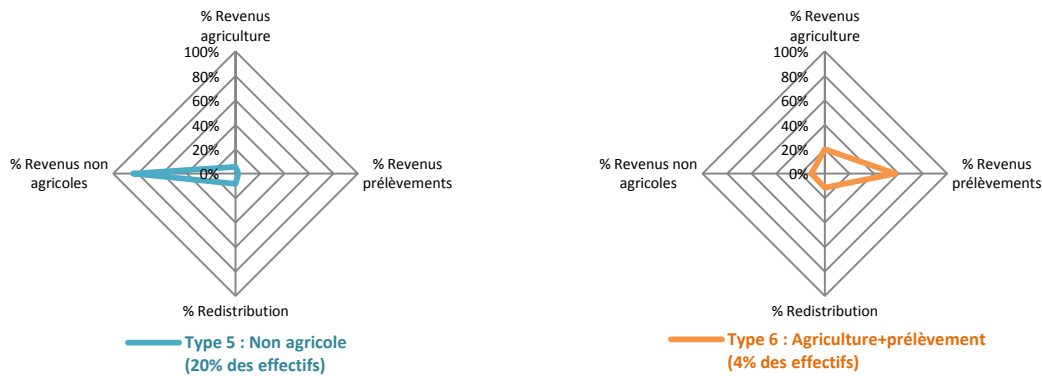 % Revenus
agriculture
100%
80%
60%
40%
20%
0%
% Revenus non
agricoles
% Revenus
prélèvements
% Redistribution
Type 5 : Non agricole
(20% des effectifs)
% Revenus
agriculture
100%
80%
60%
40%
20%
0%
% Revenus non
agricoles
% Revenus
prélèvements
% Redistribution
Type 6 : Agriculture+prélèvement
(4% des effectifs)